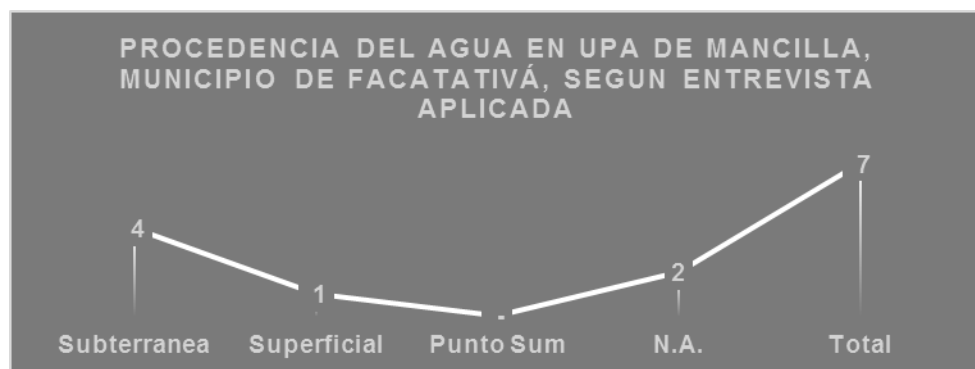 PROCEDENCIA DEL AGUA EN UPA DE MANCILLA,
MUNICIPIO DE FACATATIVÁ, SEGUN ENTREVISTA
APLICADA
7
4
2
1
-
Subterranea Superficial Punto Sum N.A. Total